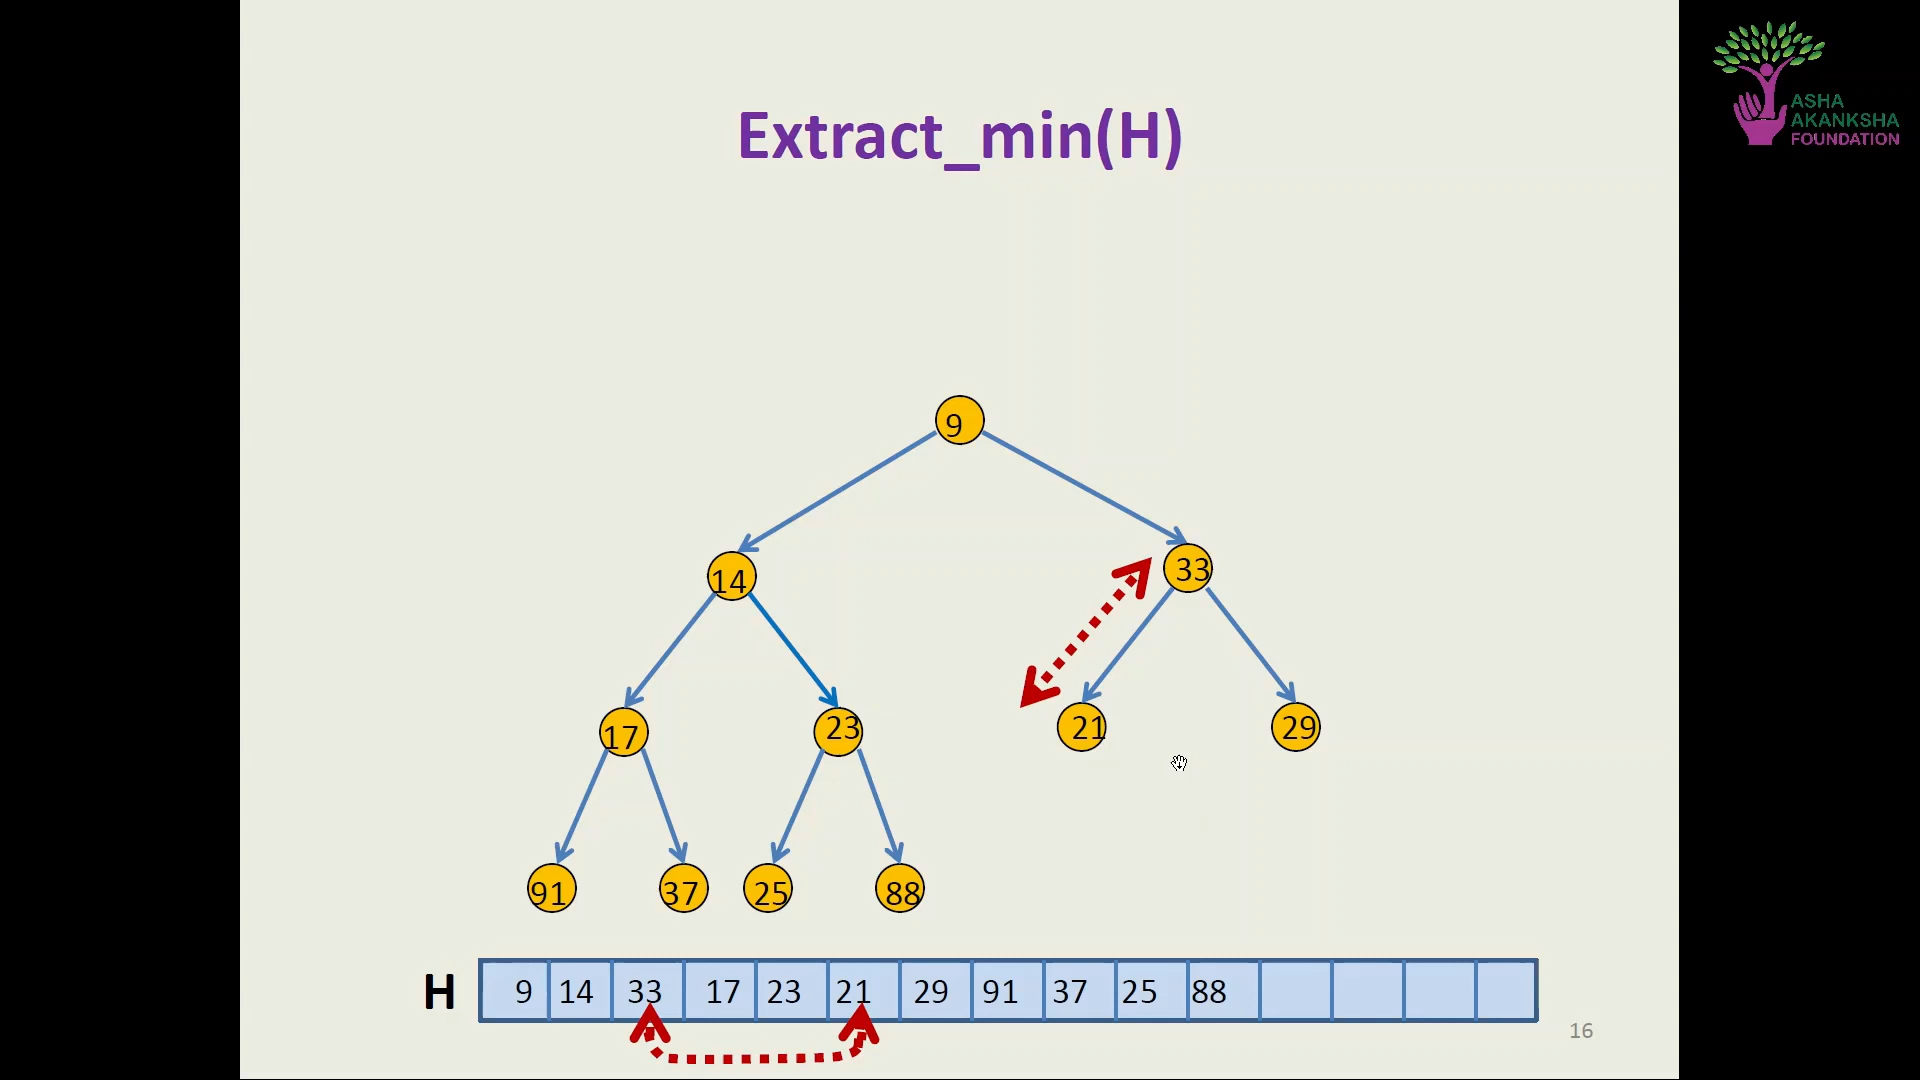 ASHA
AKANKSHA
FOUNDATION
Extract_min(H)
9
14
33
17
23
21
29
91
37
25
88
H 9 14 33 17 23 21 29 91 37 25 88
16